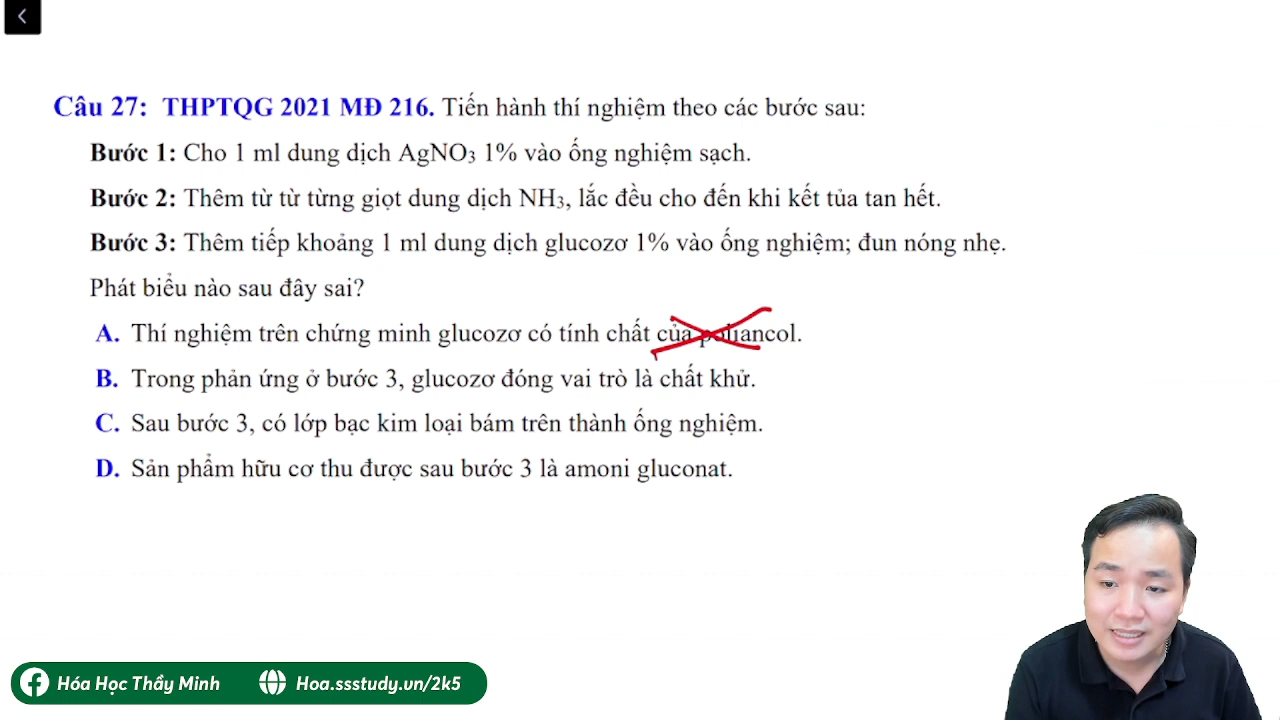 Câu 27: THPTQG 2021 MĐ 216. Tiến hành thí nghiệm theo các bước sau:
Bước 1: Cho 1 ml dung dịch AgNO₃ 1% vào ống nghiệm sạch.
Bước 2: Thêm từ từ từng giọt dung dịch NH₃, lắc đều cho đến khi kết tủa tan hết.
Bước 3: Thêm tiếp khoảng 1 ml dung dịch glucozơ 1% vào ống nghiệm; đun nóng nhẹ.
Phát biểu nào sau đây sai?
A. Thí nghiệm trên chứng minh glucozơ có tính chất của poliancol.
B. Trong phản ứng ở bước 3, glucozơ đóng vai trò là chất khử.
C. Sau bước 3, có lớp bạc kim loại bám trên thành ống nghiệm.
D. Sản phẩm hữu cơ thu được sau bước 3 là amoni gluconat.
Hóa Học Thầy Minh Hoa.ssstudy.vn/2k5